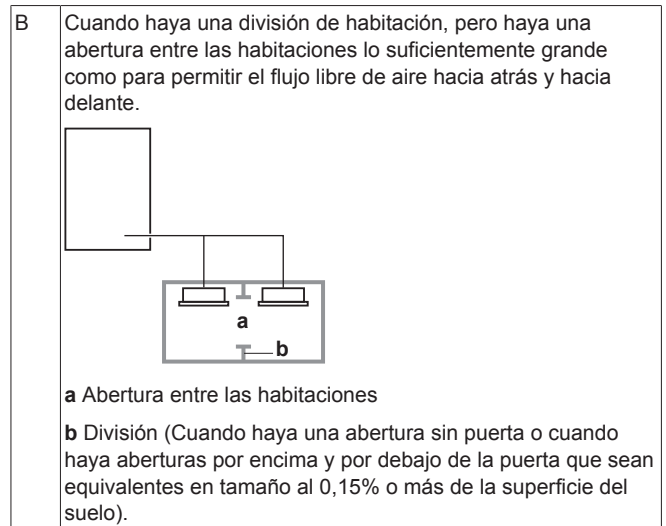 B
Cuando haya una división de habitación, pero haya una
abertura entre las habitaciones lo suficientemente grande
como para permitir el flujo libre de aire hacia atrás y hacia
delante.
a
b
a Abertura entre las habitaciones
b División (Cuando haya una abertura sin puerta o cuando
haya aberturas por encima y por debajo de la puerta que sean
equivalentes en tamaño al 0,15% o más de la superficie del
suelo).